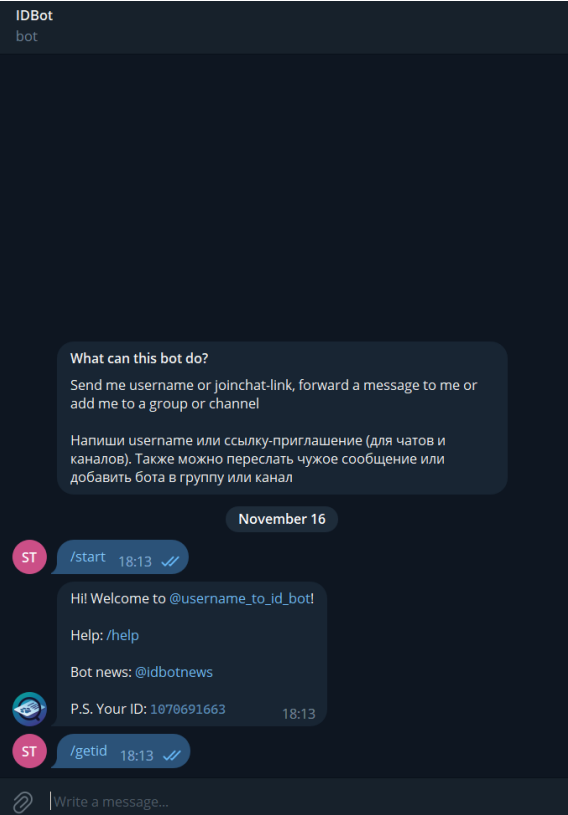 IDBot
bot
What can this bot do?
Send me username or joinchat-link, forward a message to me or
add me to a group or channel
Напиши username или ссылку-приглашение (для чатов и
каналов). Также можно переслать чужое сообщение или
добавить бота в группу или канал
November 16
ST
/start 18:13
Hi! Welcome to @username_to_id_bot!
Help: /help
Bot news: @idbotnews
P.S. Your ID: 1070691663 18:13
ST
/getid 18:13
Write a message...